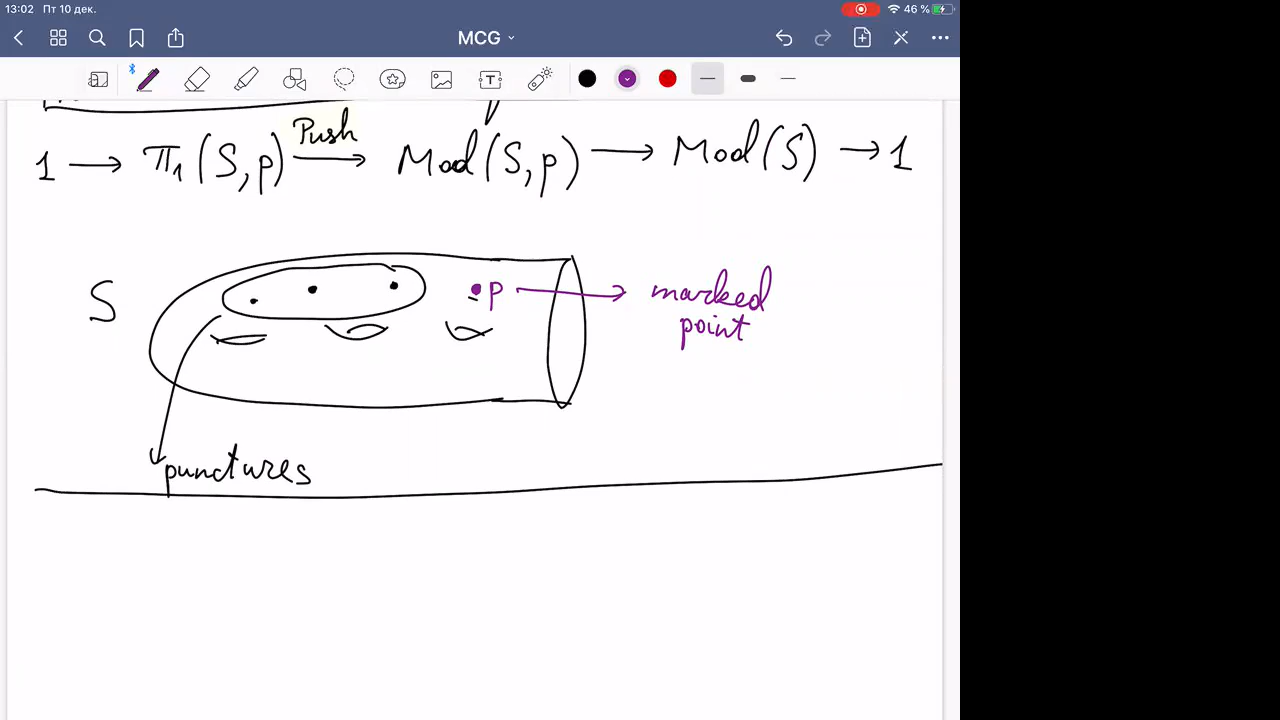 13:02 Пт 10 дек.
46 %
MCG
Push
1 → π₁(S,p) → Mod(S,p) → Mod(S) → 1
S
p → marked
point
punctures